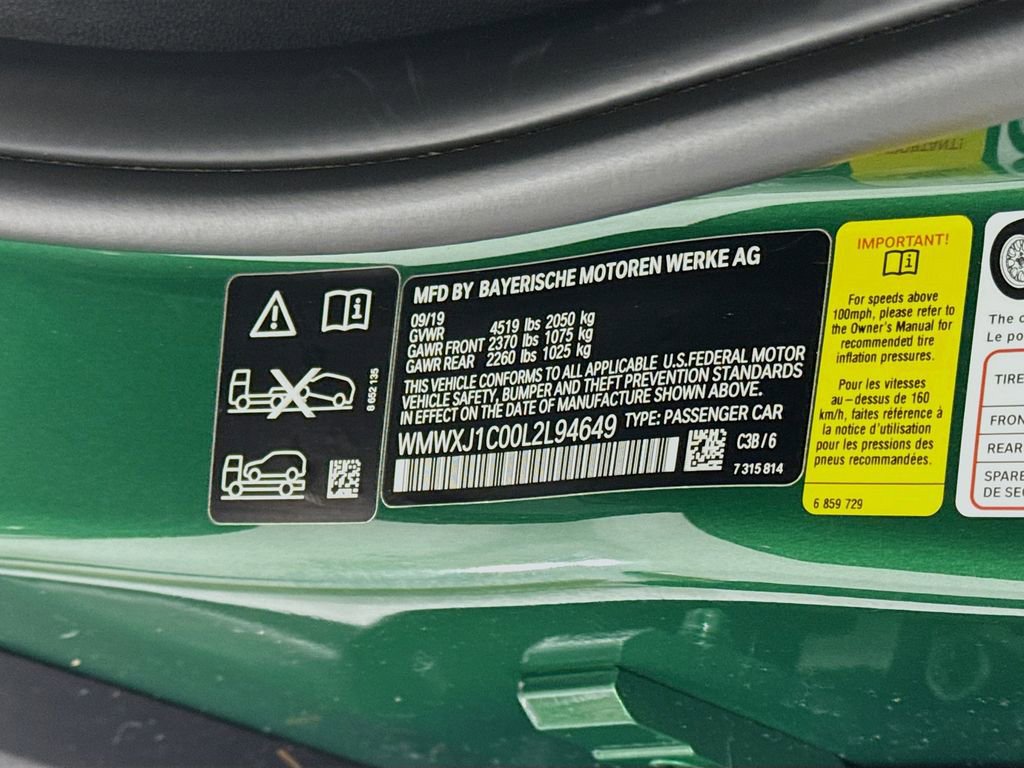 8 652 135
MFD BY BAYERISCHE MOTOREN WERKE AG
09/19
GVWR 4519 lbs 2050 kg
GAWR FRONT 2370 lbs 1075 kg
GAWR REAR 2260 lbs 1025 kg
THIS VEHICLE CONFORMS TO ALL APPLICABLE U.S.FEDERAL MOTOR
VEHICLE SAFETY, BUMPER AND THEFT PREVENTION STANDARDS
IN EFFECT ON THE DATE OF MANUFACTURE SHOWN ABOVE.
WMWXJ1C00L2L94649 TYPE: PASSENGER CAR
C3B/6
7 315 814
IMPORTANT!
For speeds above
100mph, please refer to
the Owner's Manual for
recommended tire
inflation pressures.
Pour les vitesses
au-dessus de 160
km/h, faites référence à
la notice d'utilisation
pour les pressions des
pneus recommandées.
6 859 729
The c
Le po
TIRE
FRON
REAR
SPARE
DE SEC